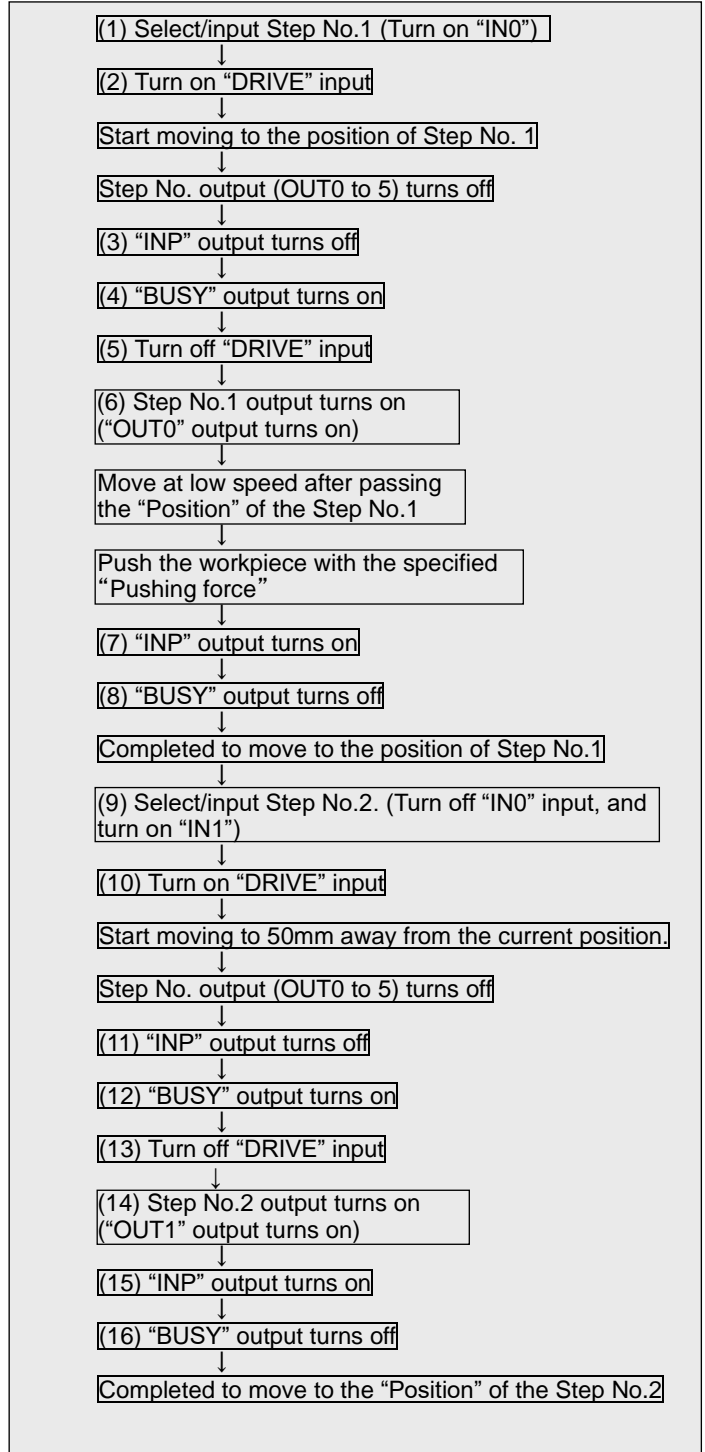 (1) Select/input Step No.1 (Turn on “IN0”)
↓
(2) Turn on “DRIVE” input
↓
Start moving to the position of Step No. 1
↓
Step No. output (OUT0 to 5) turns off
↓
(3) “INP” output turns off
↓
(4) “BUSY” output turns on
↓
(5) Turn off “DRIVE” input
↓
(6) Step No.1 output turns on
(“OUT0” output turns on)
↓
Move at low speed after passing
the “Position” of the Step No.1
↓
Push the workpiece with the specified
“Pushing force”
↓
(7) “INP” output turns on
↓
(8) “BUSY” output turns off
↓
Completed to move to the position of Step No.1
↓
(9) Select/input Step No.2. (Turn off “IN0” input, and
turn on “IN1”)
↓
(10) Turn on “DRIVE” input
↓
Start moving to 50mm away from the current position.
↓
Step No. output (OUT0 to 5) turns off
↓
(11) “INP” output turns off
↓
(12) “BUSY” output turns on
↓
(13) Turn off “DRIVE” input
↓
(14) Step No.2 output turns on
(“OUT1” output turns on)
↓
(15) “INP” output turns on
↓
(16) “BUSY” output turns off
↓
Completed to move to the “Position” of the Step No.2